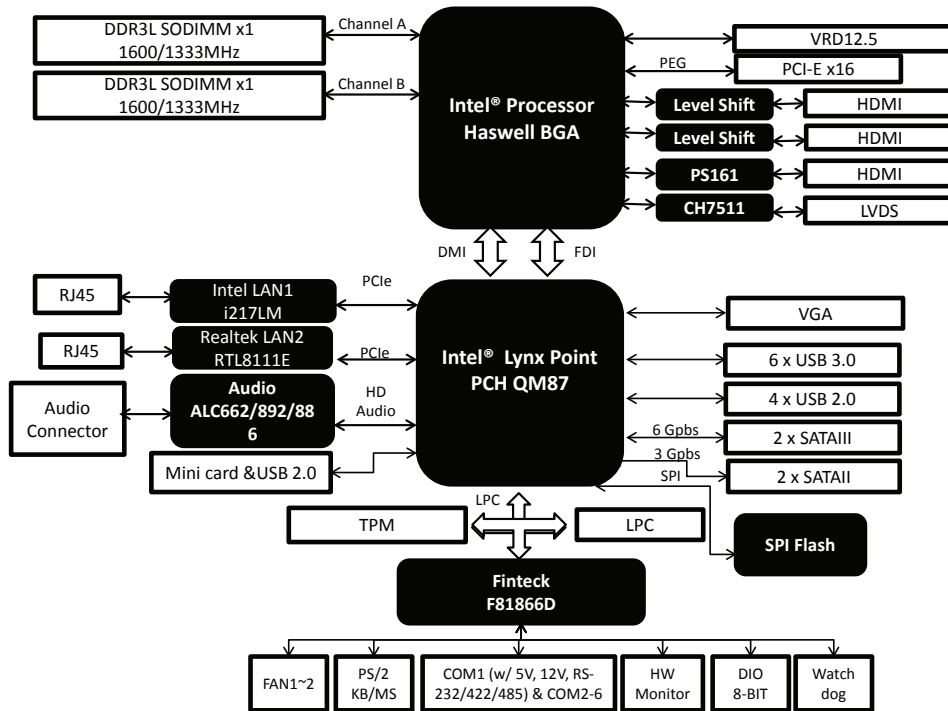 DDR3L SODIMM x1
1600/1333MHz
Channel A
DDR3L SODIMM x1
1600/1333MHz
Channel B
Intel® Processor
Haswell BGA
VRD12.5
PEG
PCI-E x16
Level Shift
HDMI
Level Shift
HDMI
PS161
HDMI
CH7511
LVDS
DMI
FDI
RJ45
Intel LAN1
i217LM
PCIe
RJ45
Realtek LAN2
RTL8111E
PCIe
Audio
Connector
Audio
ALC662/892/88
6
HD
Audio
Mini card &USB 2.0
Intel® Lynx Point
PCH QM87
VGA
6 x USB 3.0
4 x USB 2.0
6 Gpbs
2 x SATAIII
3 Gpbs
2 x SATAII
SPI
SPI Flash
LPC
TPM
LPC
Finteck
F81866D
FAN1~2
PS/2
KB/MS
COM1 (w/ 5V, 12V, RS-
232/422/485) & COM2-6
HW
Monitor
DIO
8-BIT
Watch
dog